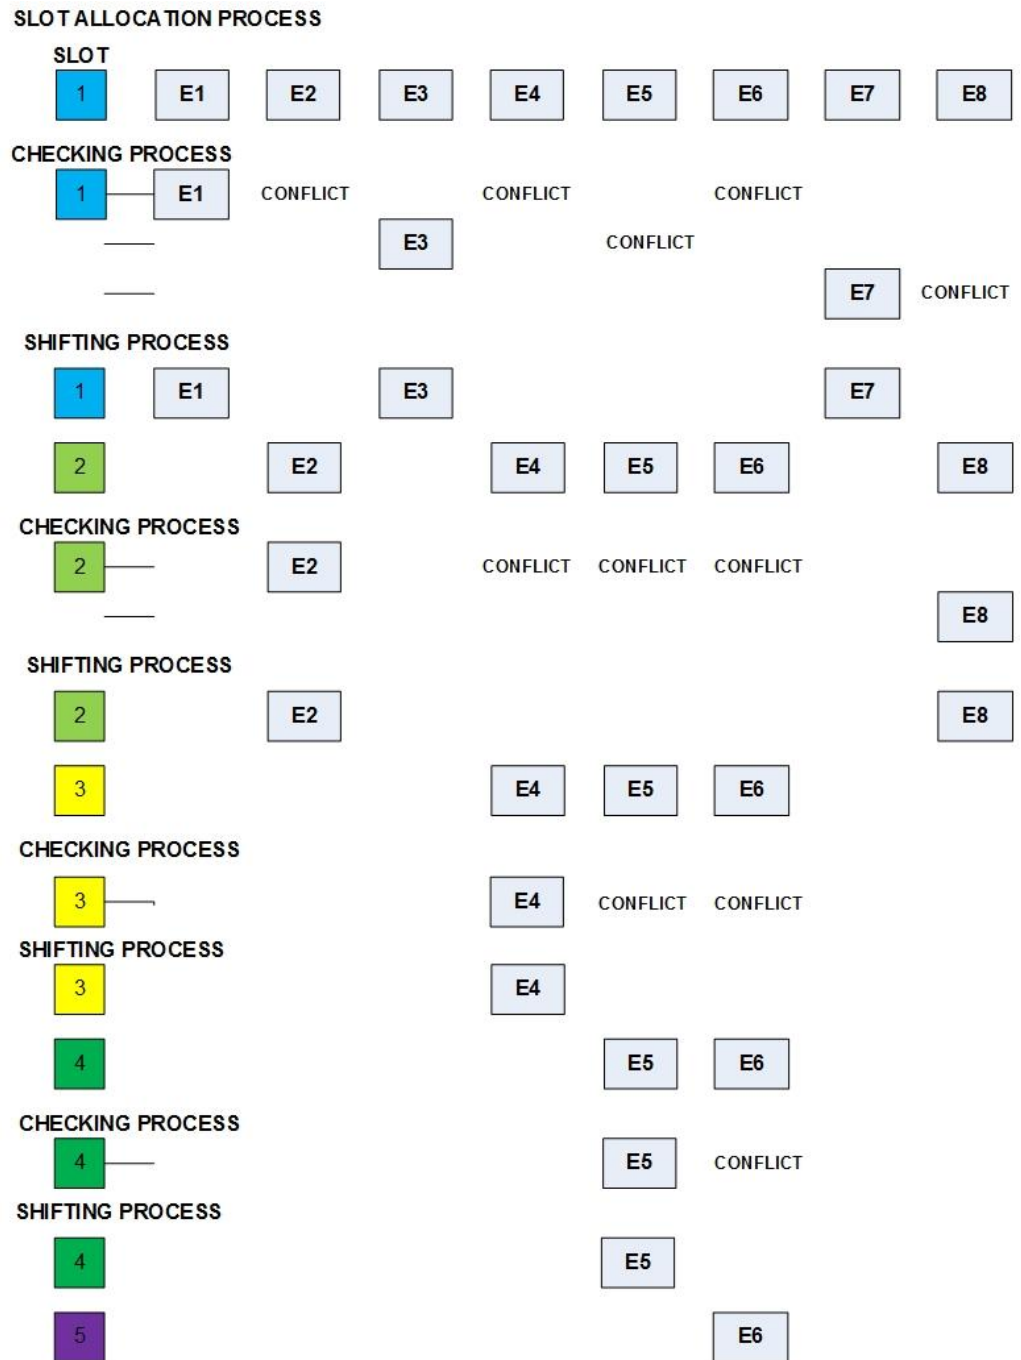 SLOT ALLOCATION PROCESS
SLOT
1 E1 E2 E3 E4 E5 E6 E7 E8
CHECKING PROCESS
1 E1 CONFLICT CONFLICT CONFLICT
E3 CONFLICT
E7 CONFLICT
SHIFTING PROCESS
1 E1 E3 E7
2 E2 E4 E5 E6 E8
CHECKING PROCESS
2 E2 CONFLICT CONFLICT CONFLICT
E8
SHIFTING PROCESS
2 E2 E8
3 E4 E5 E6
CHECKING PROCESS
3 E4 CONFLICT CONFLICT
SHIFTING PROCESS
3 E4
4 E5 E6
CHECKING PROCESS
4 E5 CONFLICT
SHIFTING PROCESS
4 E5
5 E6